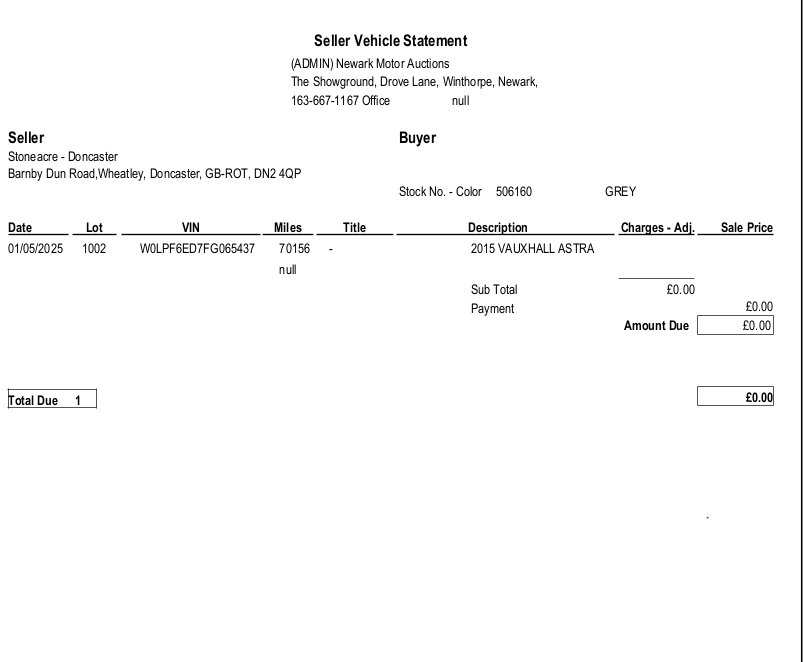 Seller Vehicle Statement
(ADMIN) Newark Motor Auctions
The Showground, Drove Lane, Winthorpe, Newark,
163-667-1167 Office null
Seller Buyer
Stoneacre - Doncaster
Barnby Dun Road,Wheatley, Doncaster, GB-ROT, DN2 4QP
Stock No. - Color 506160 GREY
Date Lot VIN Miles Title Description Charges - Adj. Sale Price
01/05/2025 1002 W0LPF6ED7FG065437 70156 - 2015 VAUXHALL ASTRA
null
Sub Total £0.00
Payment £0.00
Amount Due £0.00
Total Due 1 £0.00